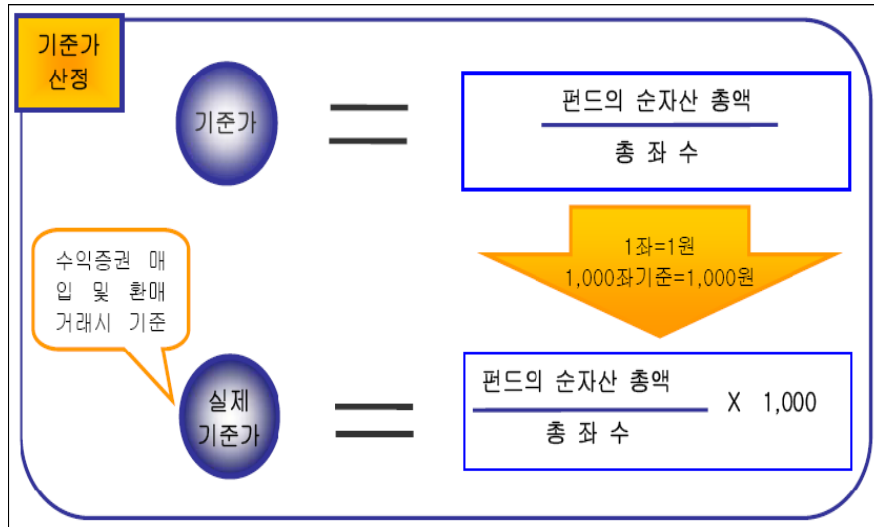 기준가
산정
기준가
펀드의 순자산 총액
총 좌 수
1좌=1원
1,000좌기준=1,000원
수익증권 매
입 및 환매
거래시 기준
실제
기준가
펀드의 순자산 총액
X 1,000
총 좌 수